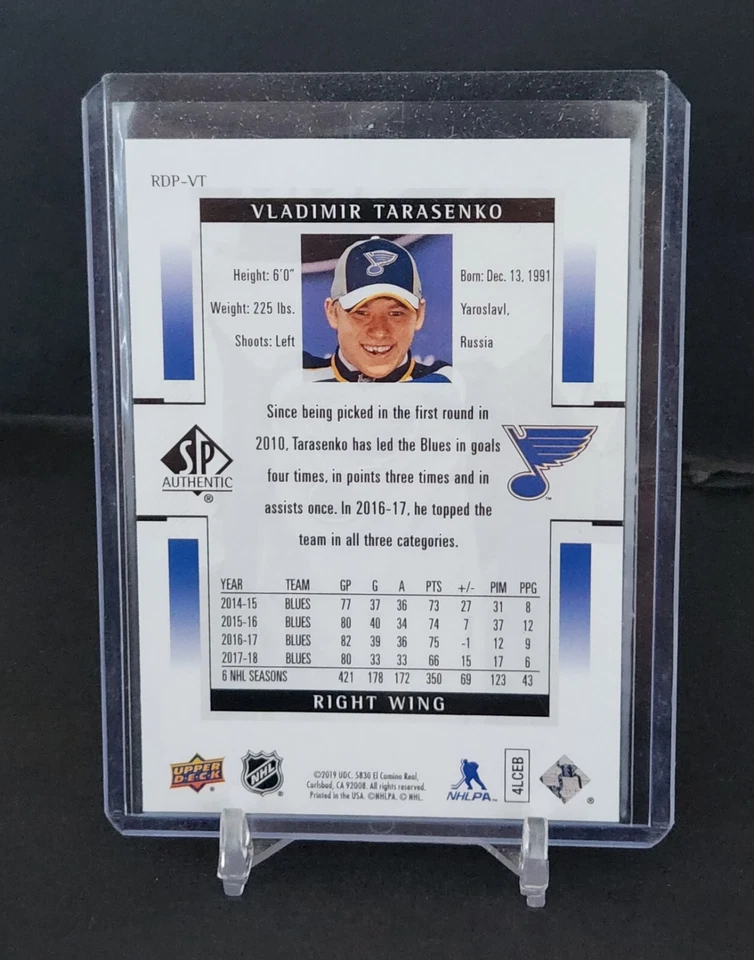 RDP-VT
VLADIMIR TARASENKO
Height: 6'0"
Weight: 225 lbs.
Shoots: Left
Born: Dec. 13, 1991
Yaroslavl,
Russia
Since being picked in the first round in
2010, Tarasenko has led the Blues in goals
four times, in points three times and in
assists once. In 2016-17, he topped the
team in all three categories.
SP
AUTHENTIC
®
™
YEAR TEAM GP G A PTS +/- PIM PPG
2014-15 BLUES 77 37 36 73 27 31 8
2015-16 BLUES 80 40 34 74 7 37 12
2016-17 BLUES 82 39 36 75 -1 12 9
2017-18 BLUES 80 33 33 66 15 17 6
6 NHL SEASONS 421 178 172 350 69 123 43
RIGHT WING
UPPER
DECK
®
NHL
®
©2019 UDC, 5830 El Camino Real,
Carlsbad, CA 92008. All rights reserved.
Printed in the USA. ©NHLPA. © NHL.
NHLPA™
4LCEB
®